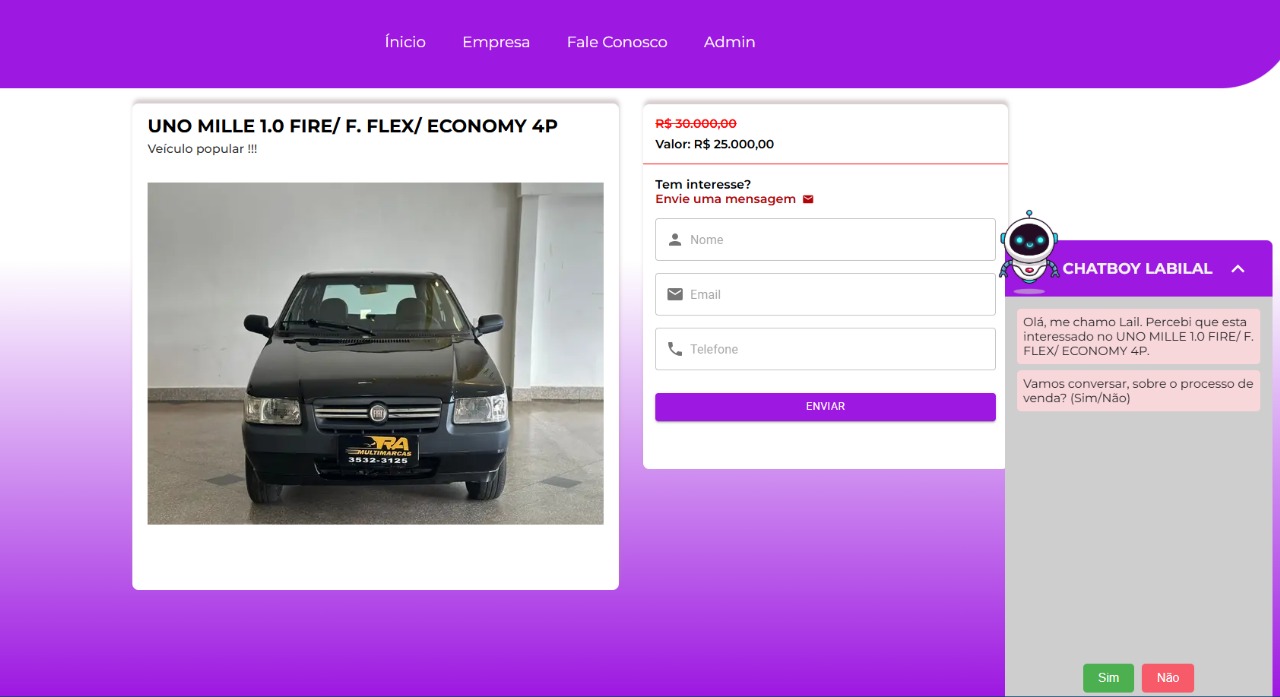 Ínicio Empresa Fale Conosco Admin
UNO MILLE 1.0 FIRE/ F. FLEX/ ECONOMY 4P
Veículo popular !!!
RA
MULTIMARCAS
3532-3125
R$ 30.000,00
Valor: R$ 25.000,00
Tem interesse?
Envie uma mensagem
Nome
Email
Telefone
ENVIAR
CHATBOY LABILAL
Olá, me chamo Lail. Percebi que esta
interessado no UNO MILLE 1.0 FIRE/ F.
FLEX/ ECONOMY 4P.
Vamos conversar, sobre o processo de
venda? (Sim/Não)
Sim Não